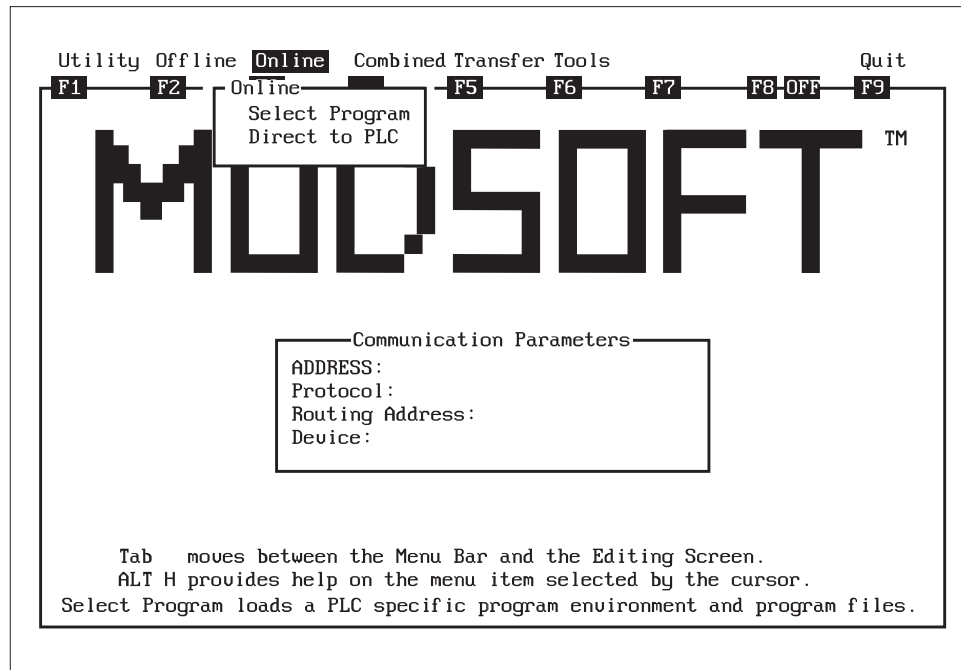 Utility Offline Online Combined Transfer Tools Quit
F1 F2 Online F5 F6 F7 F8-OFF F9
Select Program
Direct to PLC
MODSOFT TM
Communication Parameters
ADDRESS:
Protocol:
Routing Address:
Device:
Tab moves between the Menu Bar and the Editing Screen.
ALT H provides help on the menu item selected by the cursor.
Select Program loads a PLC specific program environment and program files.